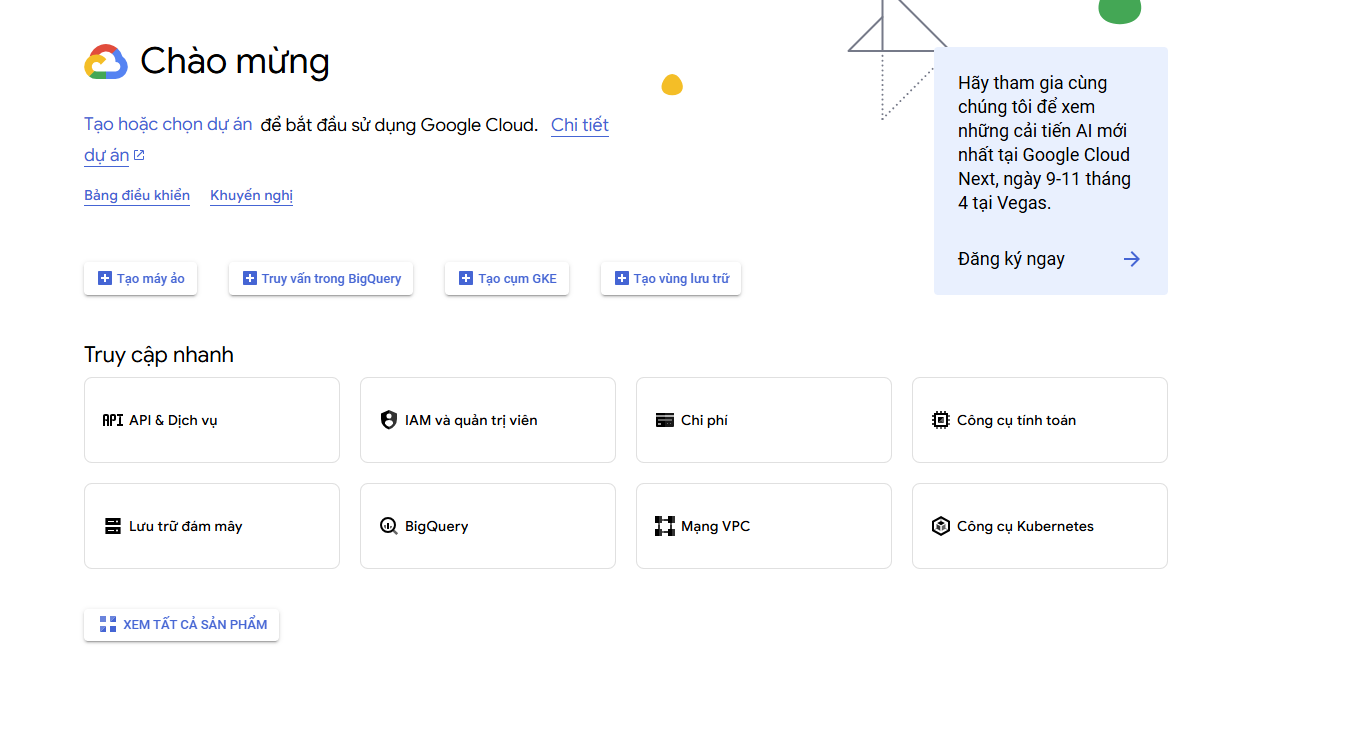 Chào mừng
Tạo hoặc chọn dự án để bắt đầu sử dụng Google Cloud. Chi tiết
dự án
Bảng điều khiển Khuyến nghị
Hãy tham gia cùng
chúng tôi để xem
những cải tiến AI mới
nhất tại Google Cloud
Next, ngày 9-11 tháng
4 tại Vegas.
Đăng ký ngay
Tạo máy ảo Truy vấn trong BigQuery Tạo cụm GKE Tạo vùng lưu trữ
Truy cập nhanh
API API & Dịch vụ IAM và quản trị viên Chi phí Công cụ tính toán
Lưu trữ đám mây BigQuery Mạng VPC Công cụ Kubernetes
XEM TẤT CẢ SẢN PHẨM